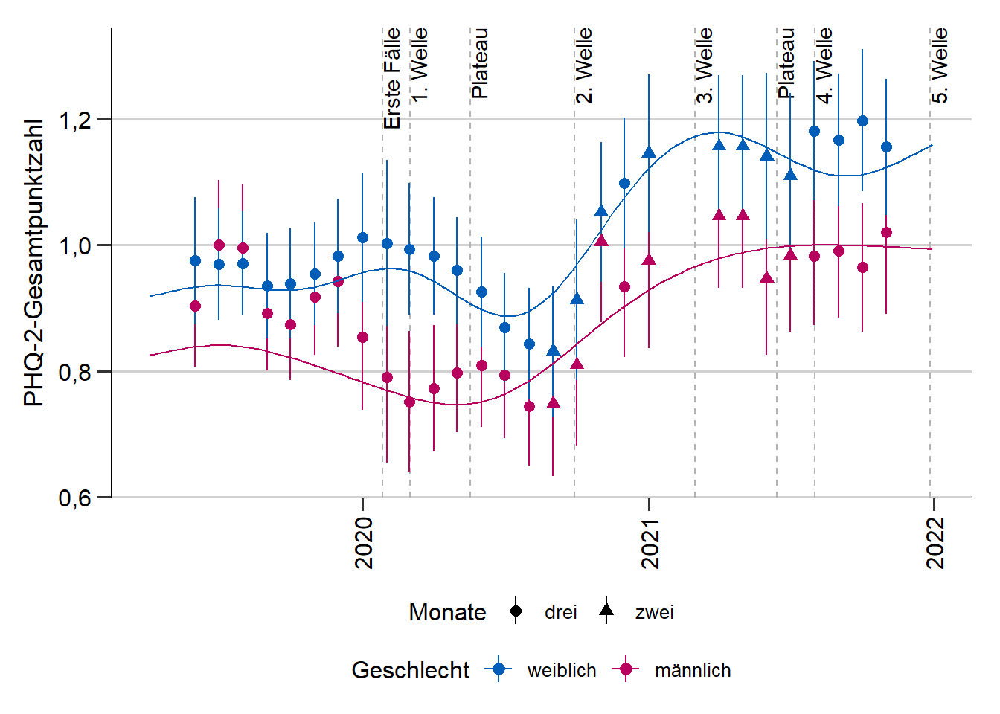 Erste Fälle
1. Welle
Plateau
2. Welle
3. Welle
Plateau
4. Welle
5. Welle
PHQ-2-Gesamtpunktzahl
1,2
1,0
0,8
0,6
2020
2021
2022
Monate drei zwei
Geschlecht weiblich männlich